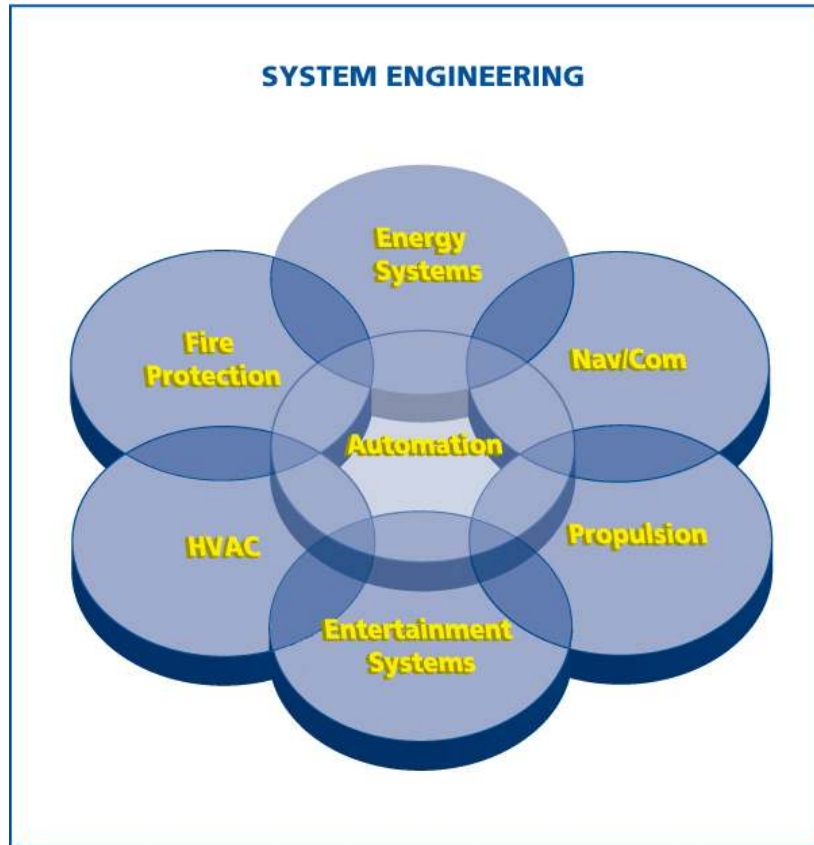 SYSTEM ENGINEERING
Energy
Systems
Fire
Protection
Nav/Com
Automation
HVAC
Propulsion
Entertainment
Systems